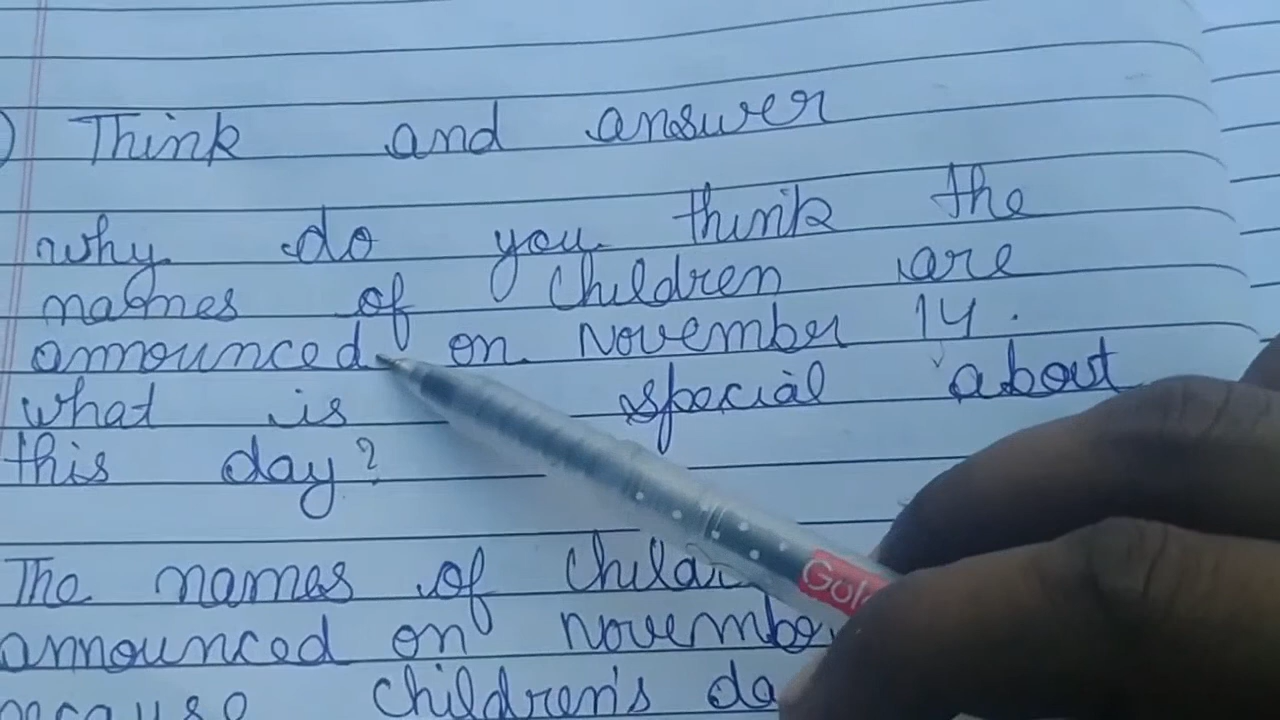 Think and answer
why do you think the
names of children are
announced on November 14.
what is special about
this day?
The names of
announced on
because children's